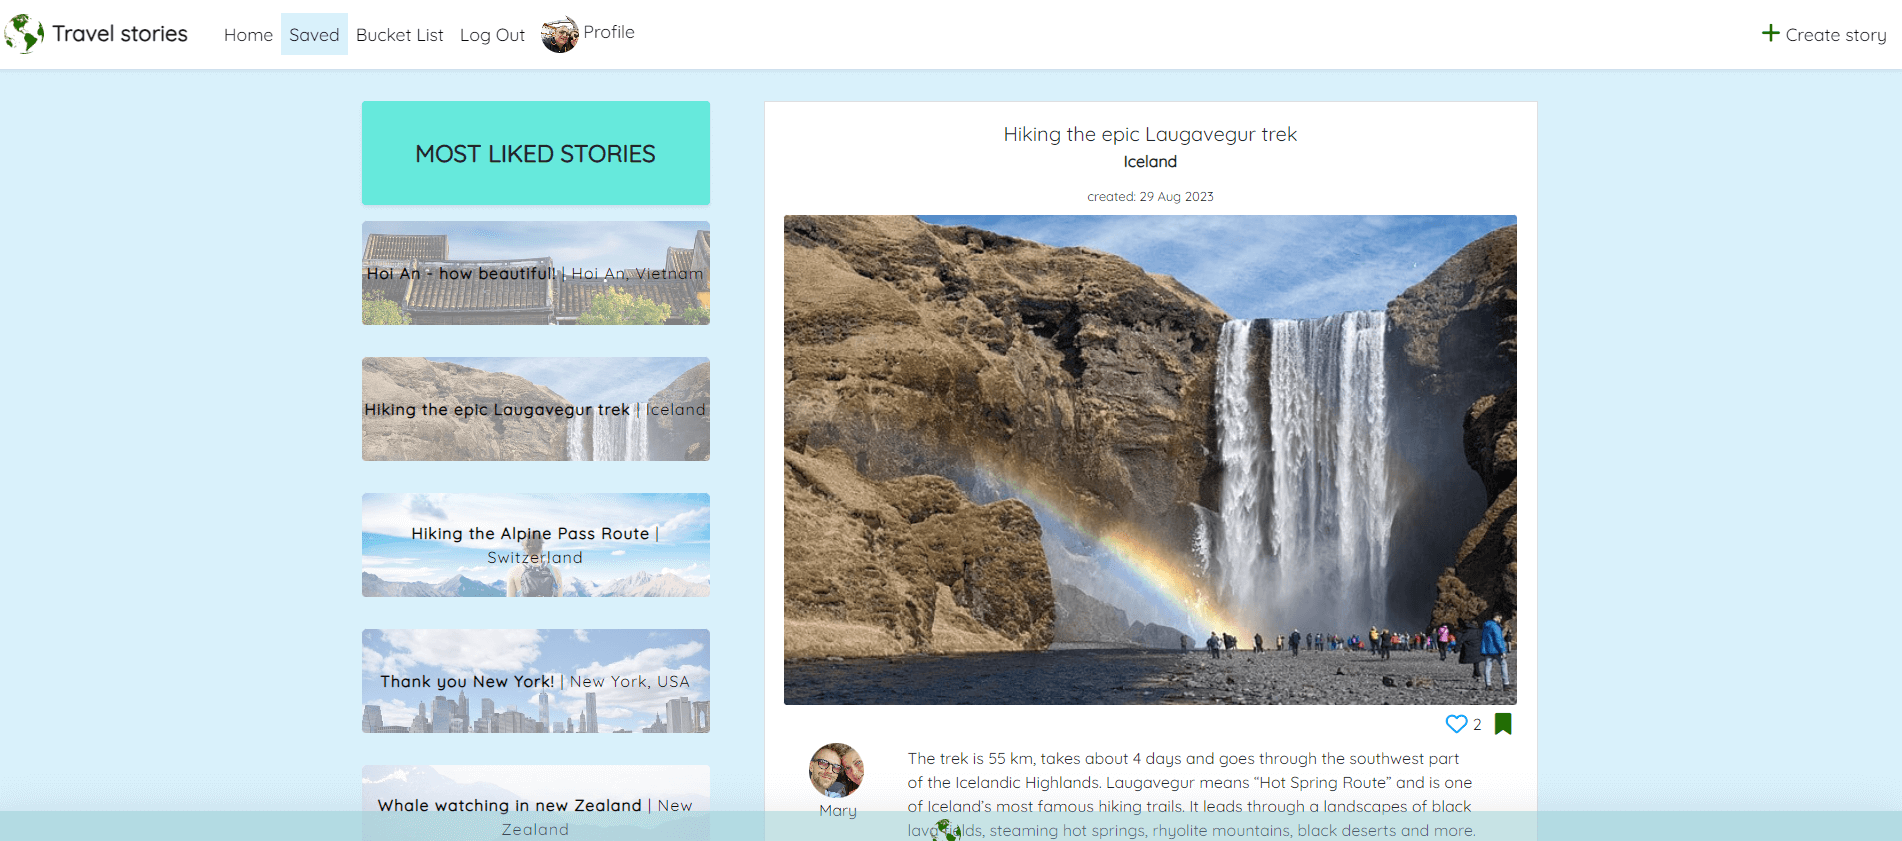 Travel stories
Home
Saved
Bucket List
Log Out
Profile
Create story
MOST LIKED STORIES
Hoi An - how beautiful! | Hoi An, Vietnam
Hiking the epic Laugavegur trek | Iceland
Hiking the Alpine Pass Route |
Switzerland
Thank you New York! | New York, USA
Whale watching in new Zealand | New
Zealand
Hiking the epic Laugavegur trek
Iceland
created: 29 Aug 2023
2
Mary
The trek is 55 km, takes about 4 days and goes through the southwest part
of the Icelandic Highlands. Laugavegur means “Hot Spring Route” and is one
of Iceland’s most famous hiking trails. It leads through a landscapes of black
lava fields, steaming hot springs, rhyolite mountains, black deserts and more.